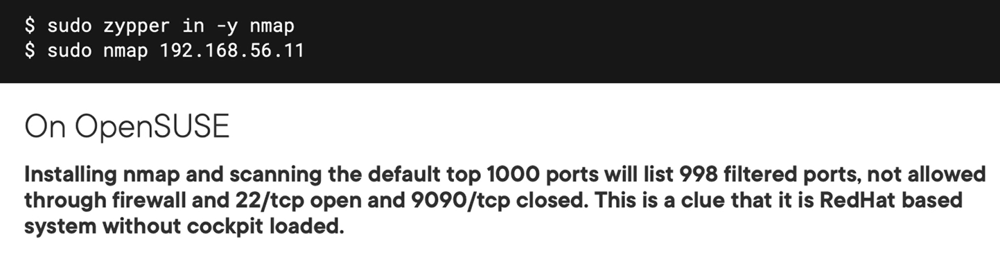 $ sudo zypper in -y nmap
$ sudo nmap 192.168.56.11
On OpenSUSE
Installing nmap and scanning the default top 1000 ports will list 998 filtered ports, not allowed
through firewall and 22/tcp open and 9090/tcp closed. This is a clue that it is RedHat based
system without cockpit loaded.